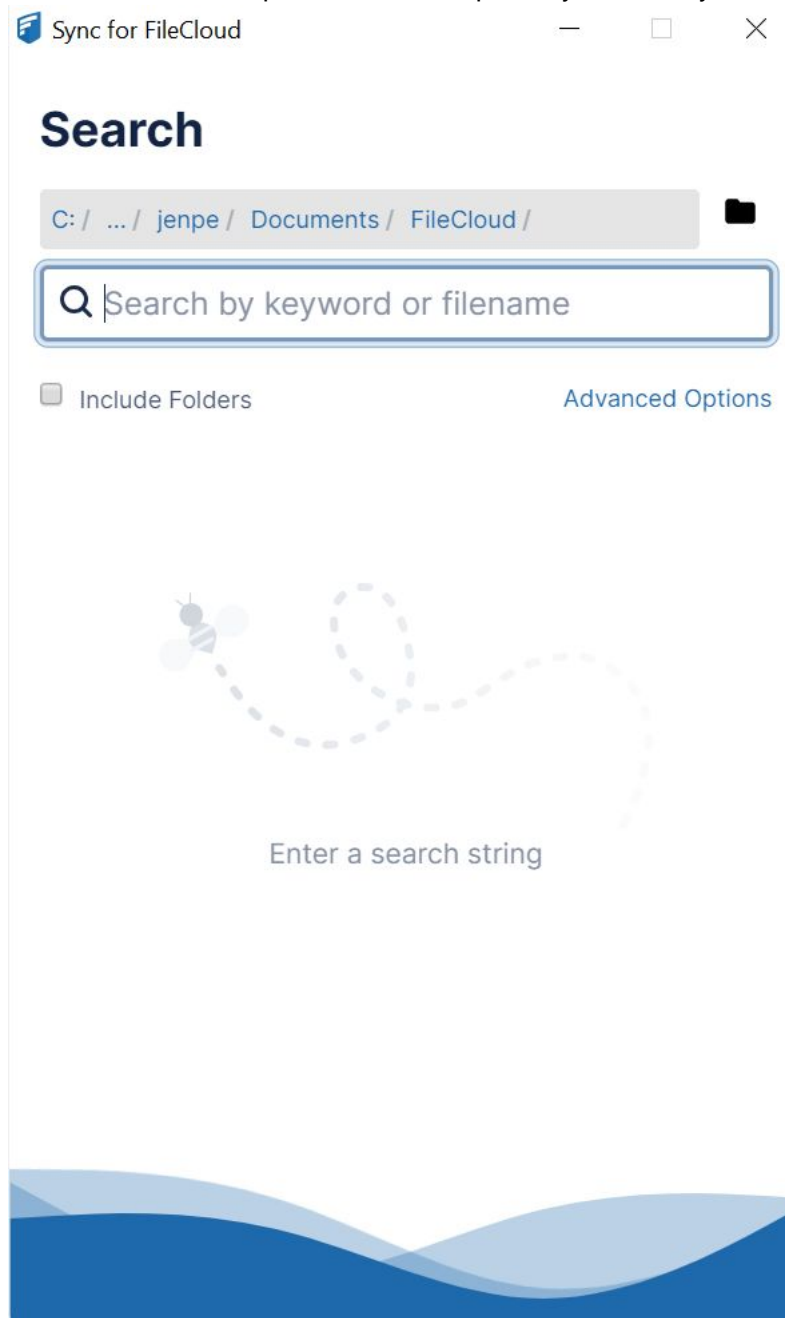 Sync for FileCloud
Search
C: / ... / jenpe / Documents / FileCloud /
Search by keyword or filename
Include Folders Advanced Options
Enter a search string